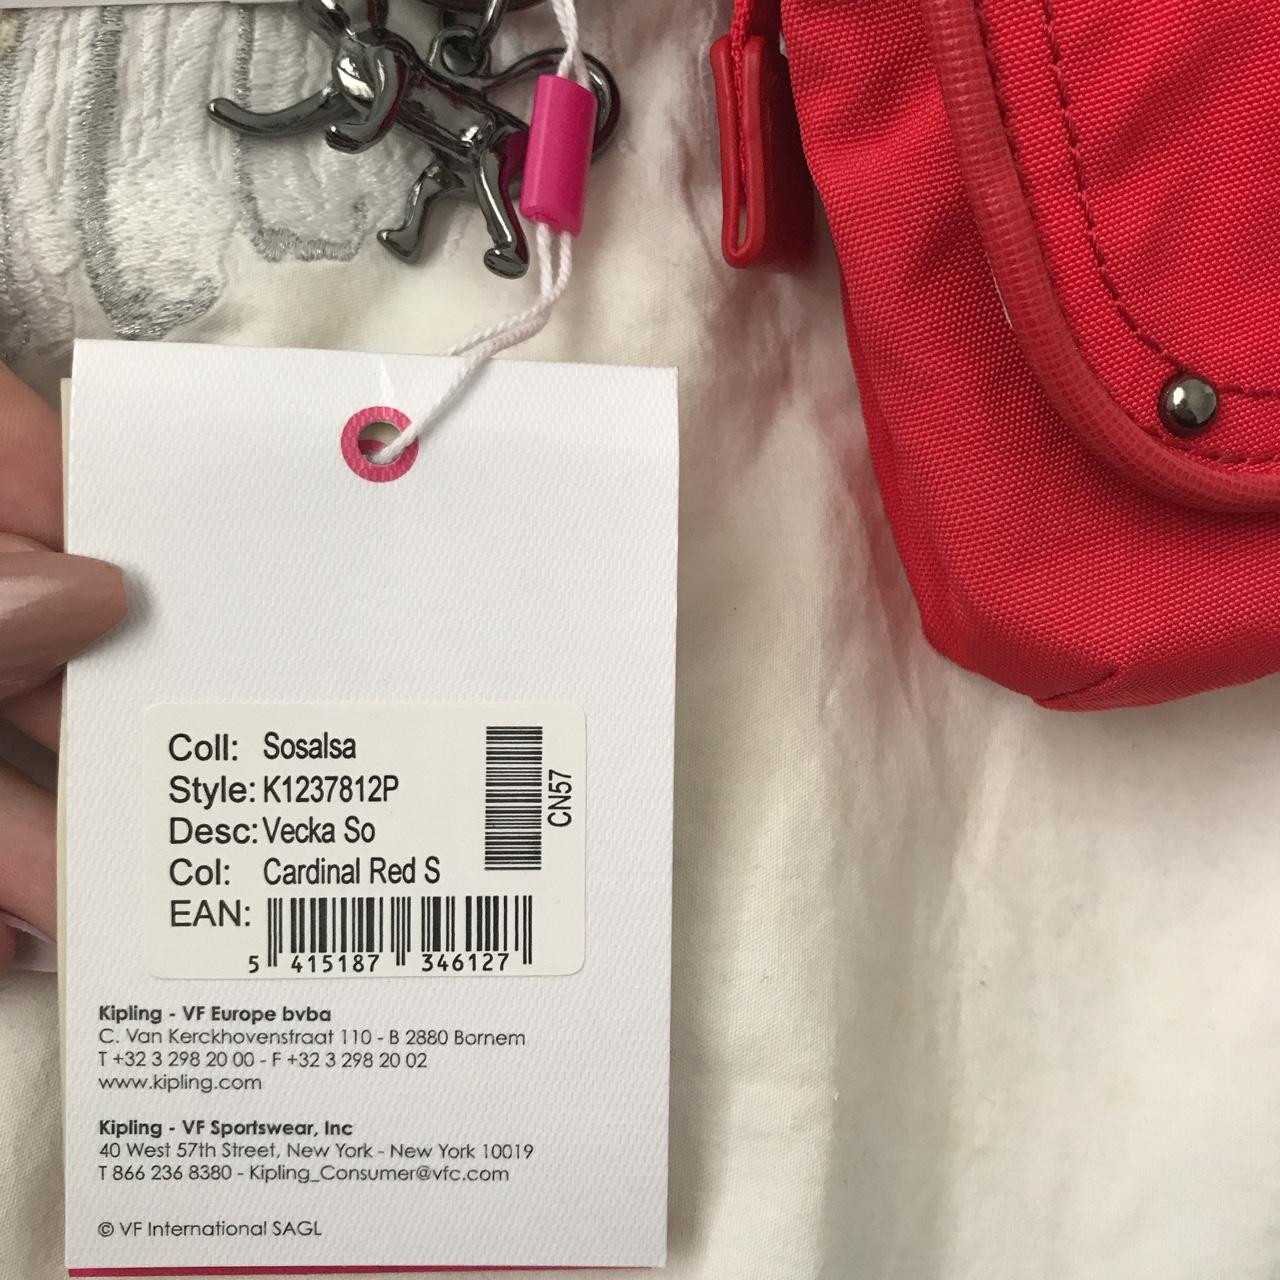 Coll: Sosalsa
Style: K1237812P
Desc: Vecka So
Col: Cardinal Red S
EAN:
5 415187 346127
CN57
Kipling - VF Europe bvba
C. Van Kerckhovenstraat 110 - B 2880 Bornem
T +32 3 298 20 00 - F +32 3 298 20 02
www.kipling.com
Kipling - VF Sportswear, Inc
40 West 57th Street, New York - New York 10019
T 866 236 8380 - Kipling_Consumer@vfc.com
© VF International SAGL